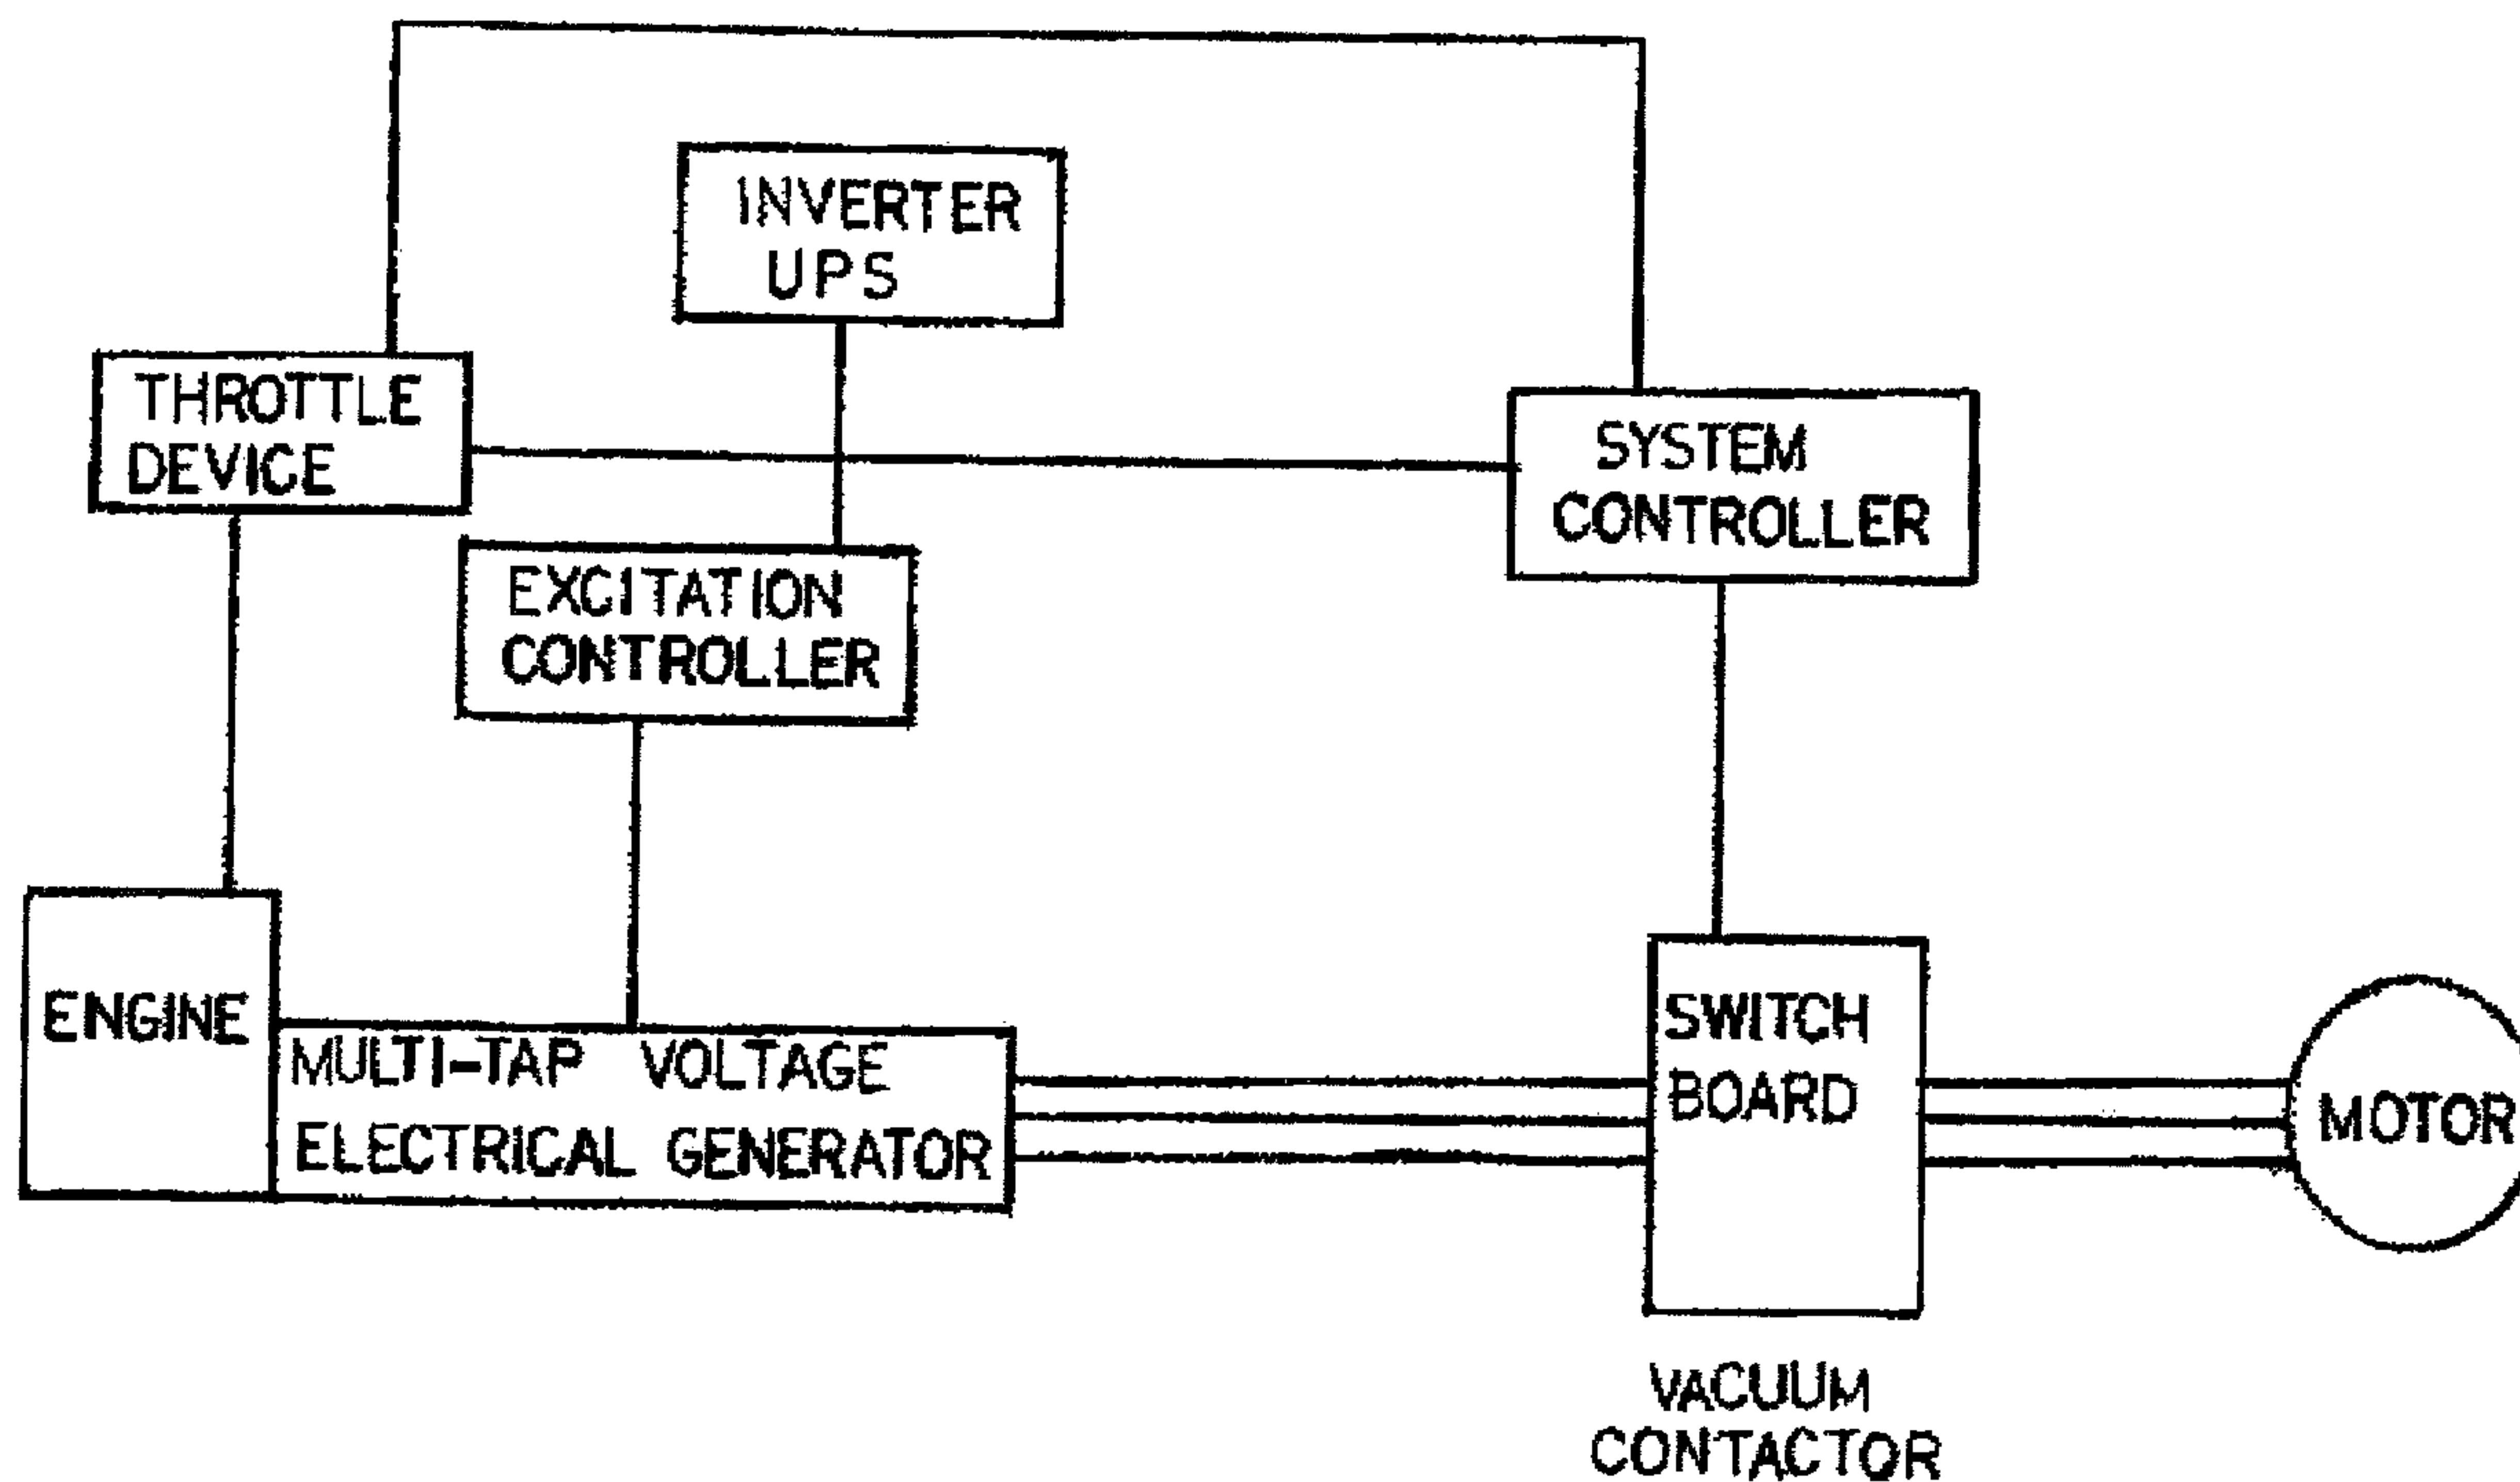 INVERTER
UPS
THROTTLE
DEVICE
SYSTEM
CONTROLLER
EXCITATION
CONTROLLER
ENGINE
MULTI-TAP VOLTAGE
ELECTRICAL GENERATOR
SWITCH
BOARD
MOTOR
VACUUM
CONTACTOR